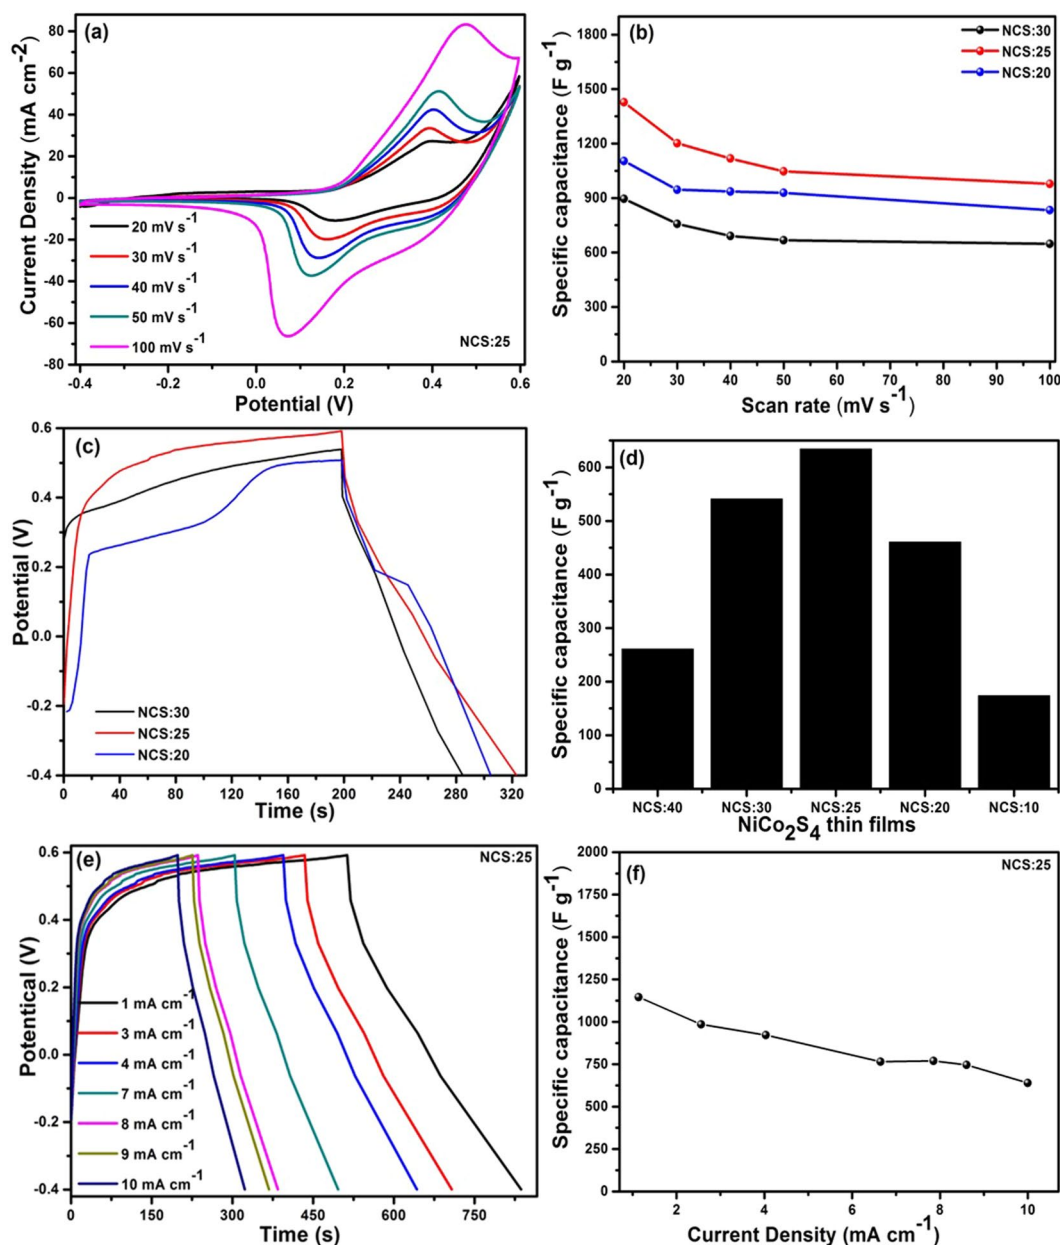 (a)
80
60
40
20
0
-20
-40
-60
-80
Current Density (mA cm⁻²)
20 mV s⁻¹
30 mV s⁻¹
40 mV s⁻¹
50 mV s⁻¹
100 mV s⁻¹
NCS:25
-0.4 -0.2 0.0 0.2 0.4 0.6
Potential (V)
(b)
NCS:30
NCS:25
NCS:20
1800
1500
1200
900
600
300
0
Specific capacitance (F g⁻¹)
20 30 40 50 60 70 80 90 100
Scan rate (mV s⁻¹)
(c)
0.6
0.4
0.2
0.0
-0.2
-0.4
Potential (V)
NCS:30
NCS:25
NCS:20
0 40 80 120 160 200 240 280 320
Time (s)
(d)
600
500
400
300
200
100
0
Specific capacitance (F g⁻¹)
NCS:40 NCS:30 NCS:25 NCS:20 NCS:10
NiCo₂S₄ thin films
(e)
NCS:25
0.6
0.4
0.2
0.0
-0.2
-0.4
Potentical (V)
1 mA cm⁻¹
3 mA cm⁻¹
4 mA cm⁻¹
7 mA cm⁻¹
8 mA cm⁻¹
9 mA cm⁻¹
10 mA cm⁻¹
0 150 300 450 600 750
Time (s)
(f)
NCS:25
2000
1750
1500
1250
1000
750
500
250
0
Specific capacitance (F g⁻¹)
2 4 6 8 10
Current Density (mA cm⁻¹)